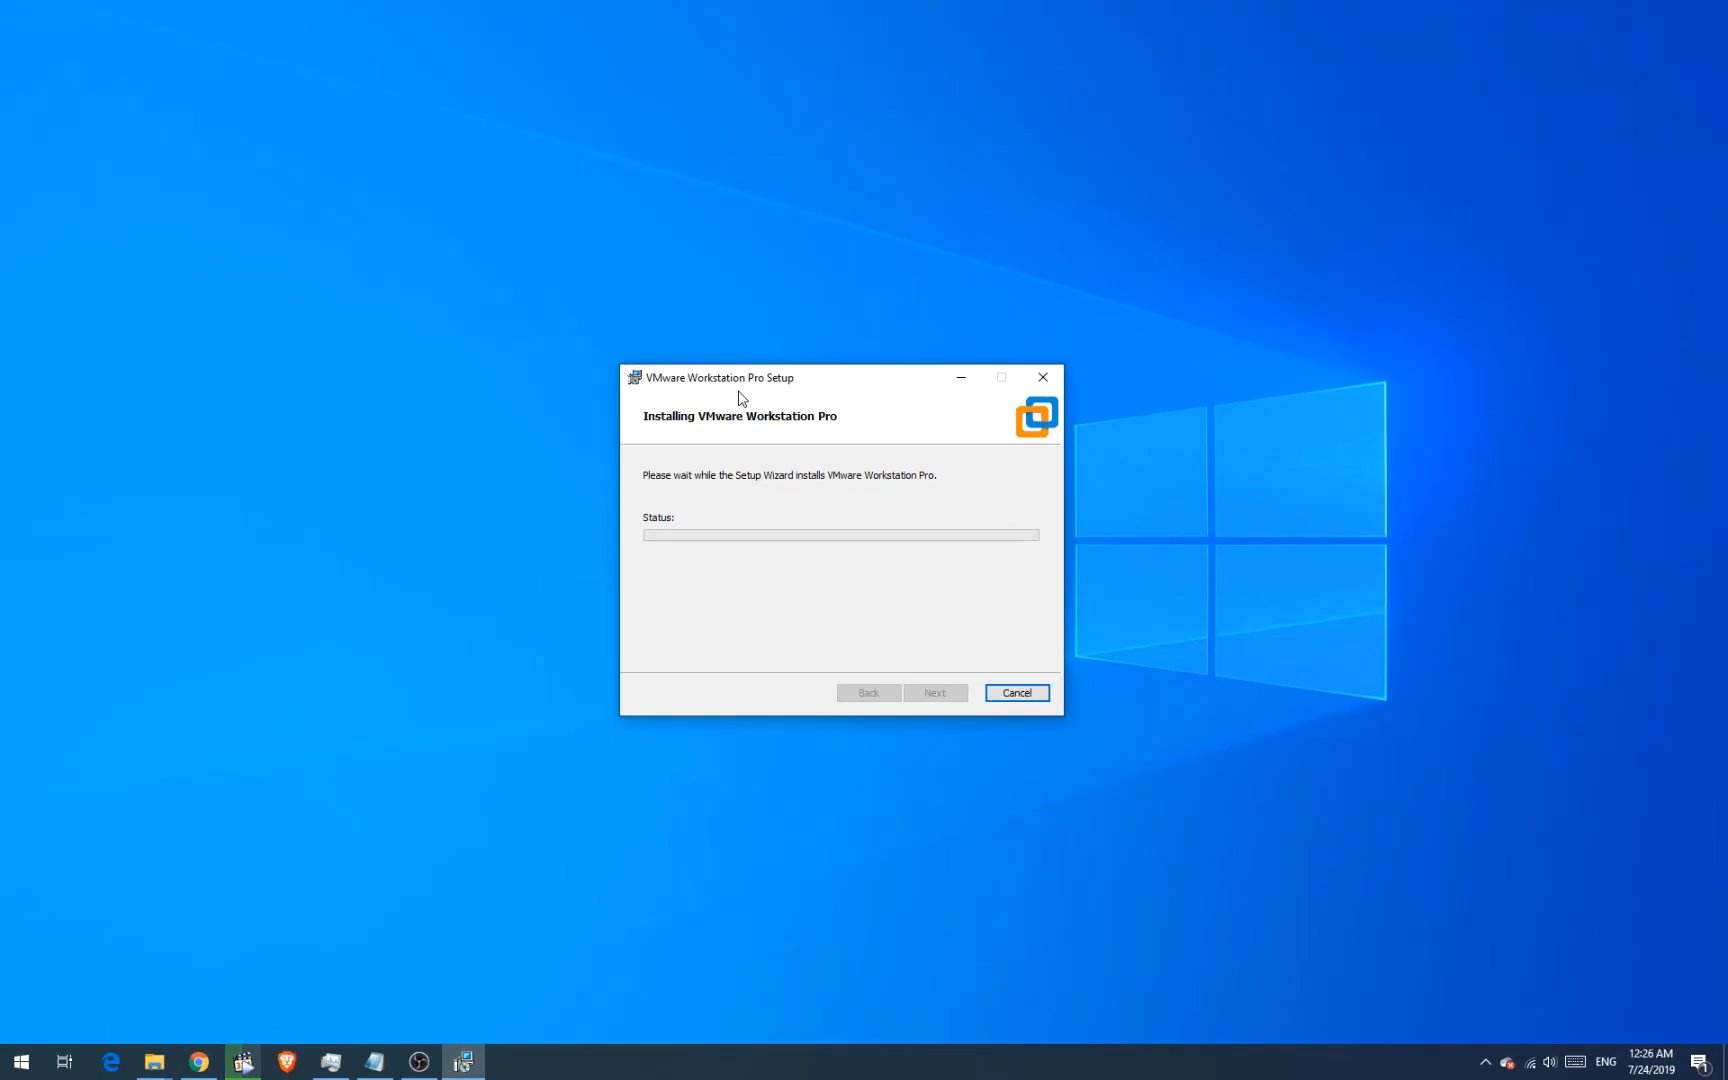 VMware Workstation Pro Setup
Installing VMware Workstation Pro
Please wait while the Setup Wizard installs VMware Workstation Pro.
Status:
Back
Next
Cancel
ENG
12:26 AM
7/24/2019
1